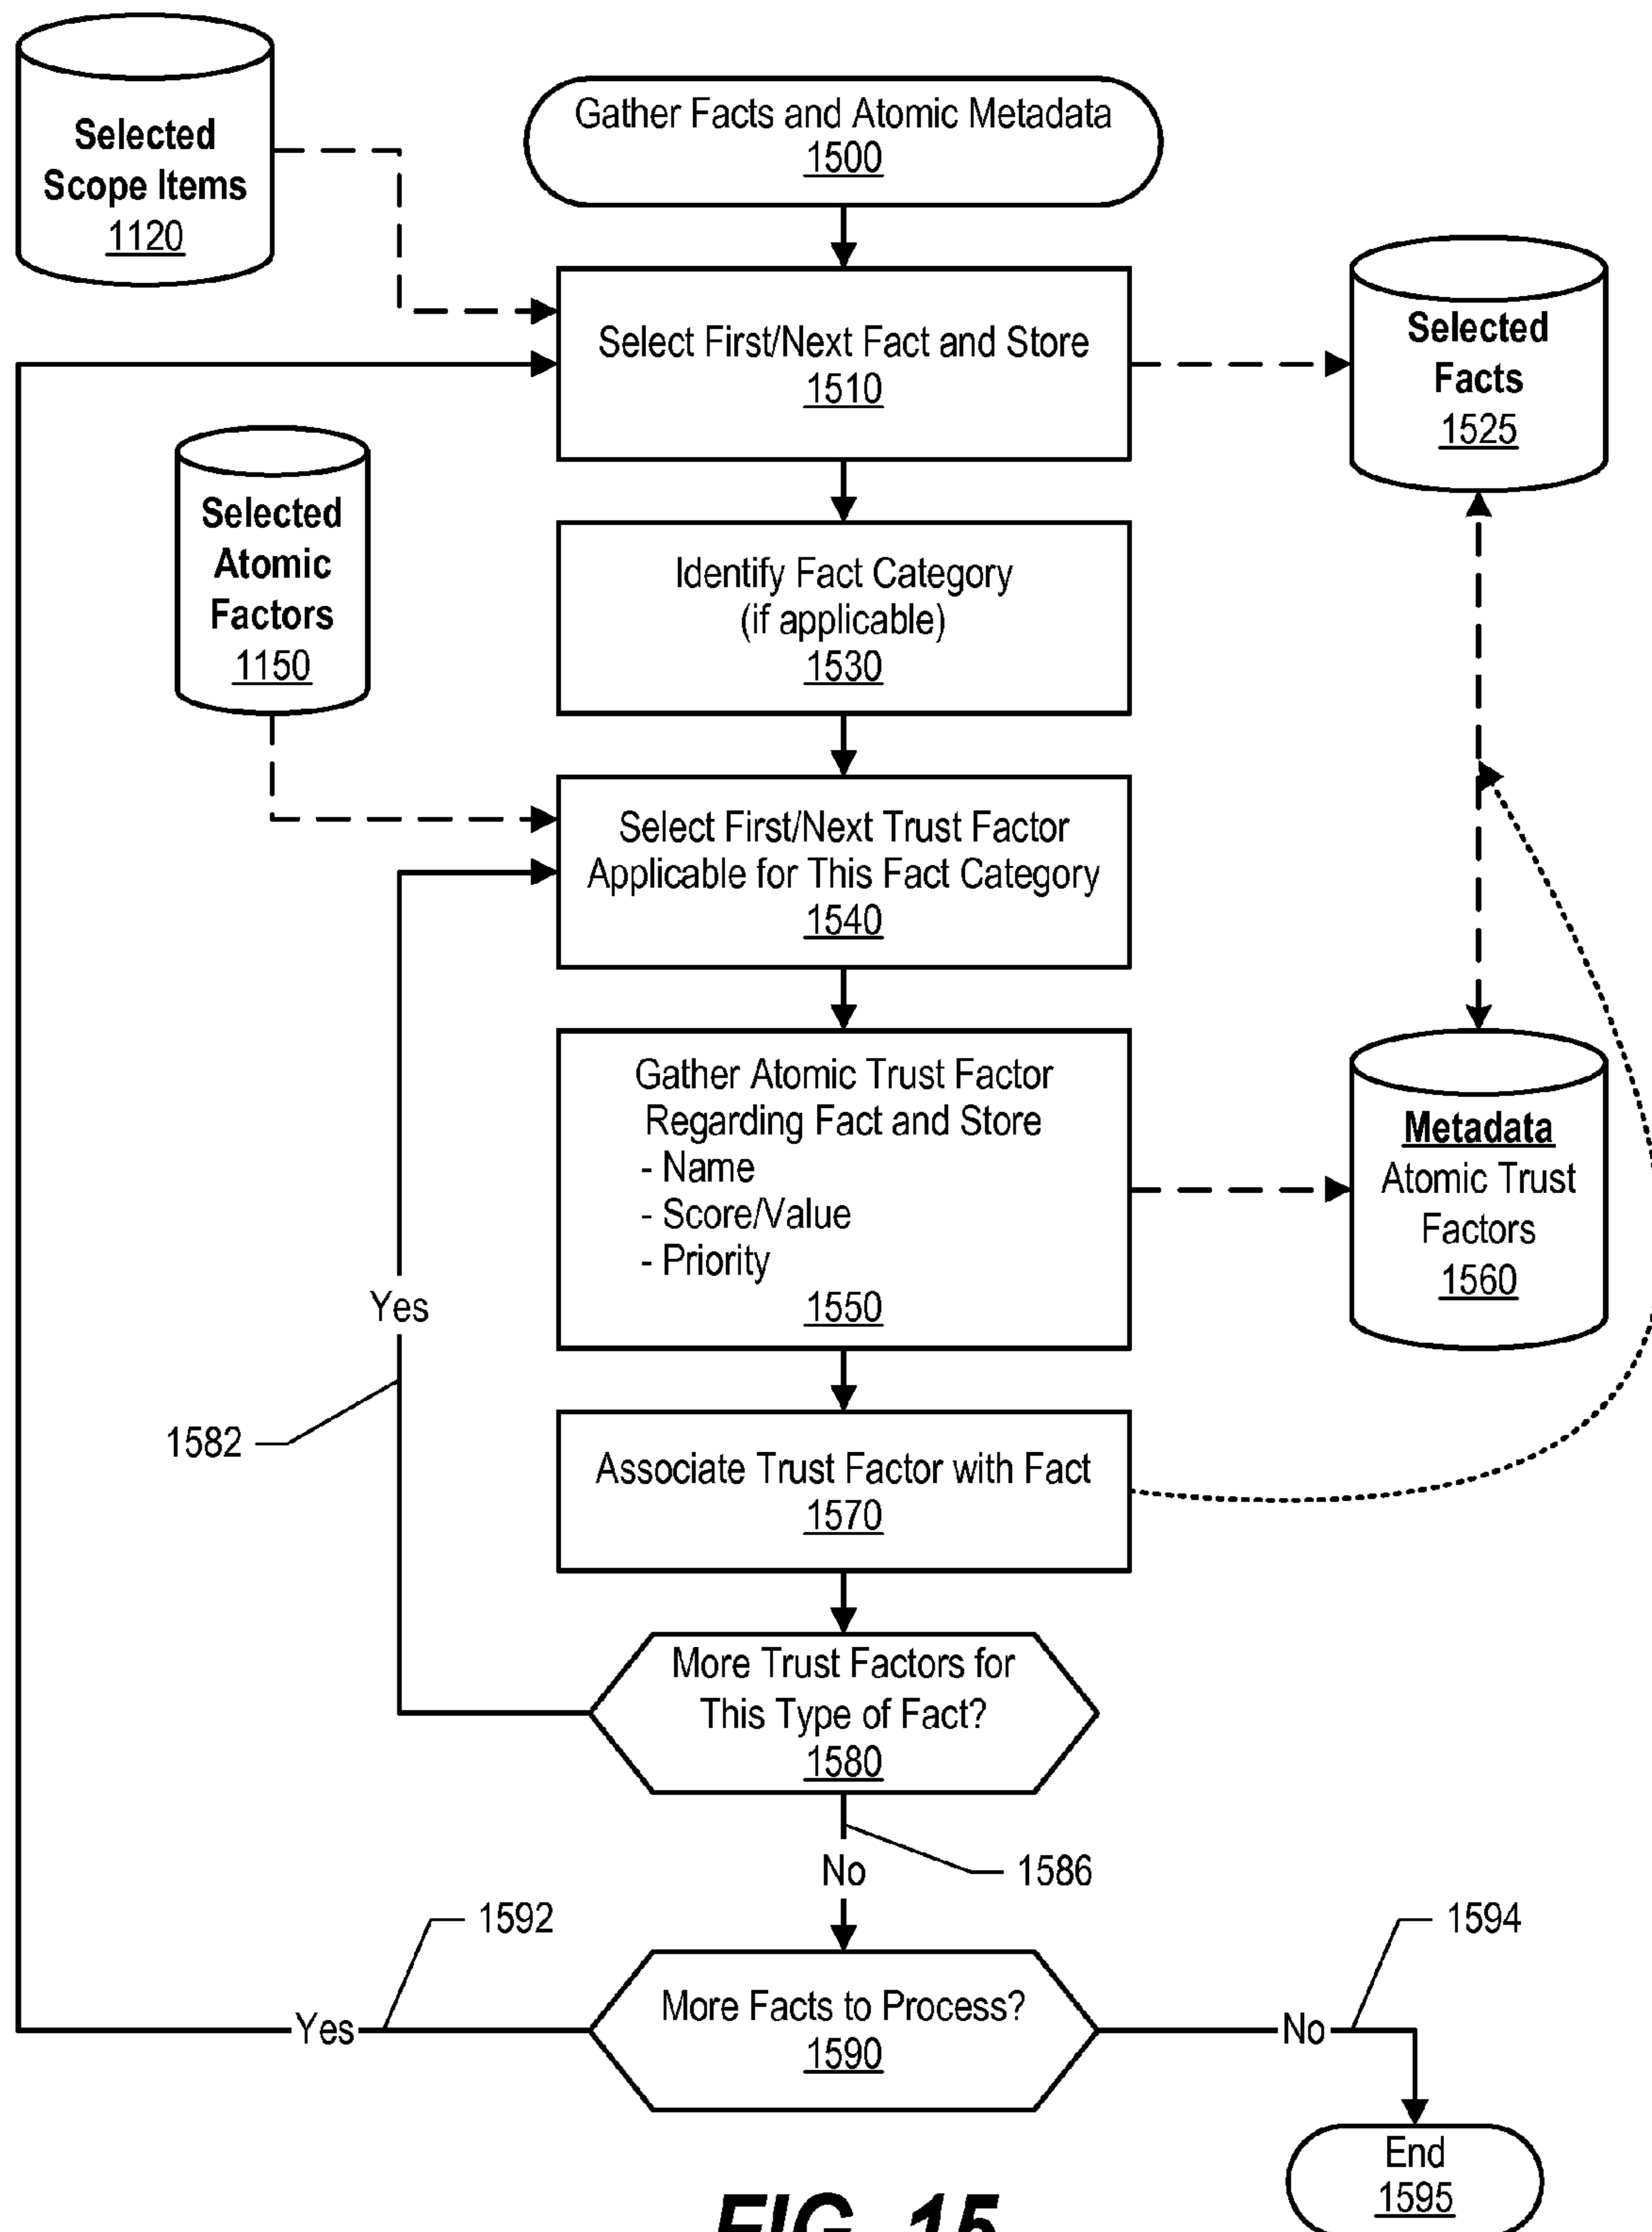 Gather Facts and Atomic Metadata
1500
Selected
Scope Items
1120
Select First/Next Fact and Store
1510
Selected
Facts
1525
Selected
Atomic
Factors
1150
Identify Fact Category
(if applicable)
1530
Select First/Next Trust Factor
Applicable for This Fact Category
1540
Gather Atomic Trust Factor
Regarding Fact and Store
- Name
- Score/Value
- Priority
1550
Metadata
Atomic Trust
Factors
1560
Yes
1582
Associate Trust Factor with Fact
1570
More Trust Factors for
This Type of Fact?
1580
No
1586
1592
1594
Yes
More Facts to Process?
1590
No
End
1595
FIG. 15